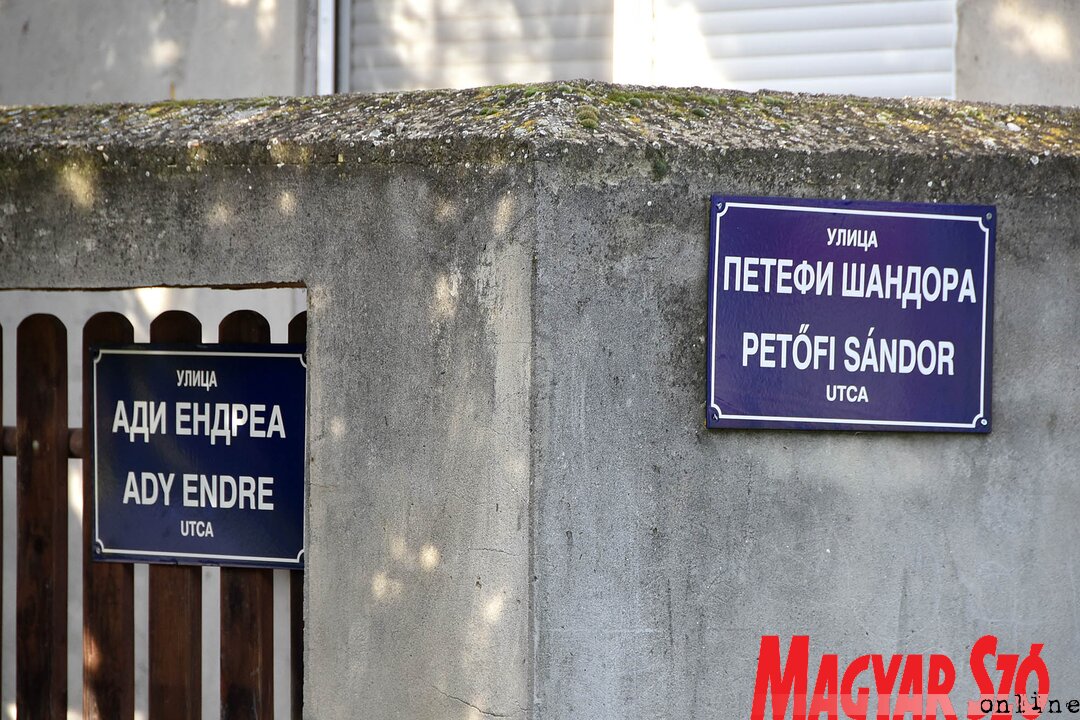 УЛИЦА
АДИ ЕНДРЕА
ADY ENDRE
UTCA
УЛИЦА
ПЕТЕФИ ШАНДОРА
PETŐFI SÁNDOR
UTCA
MAGYAR SZÓ
online